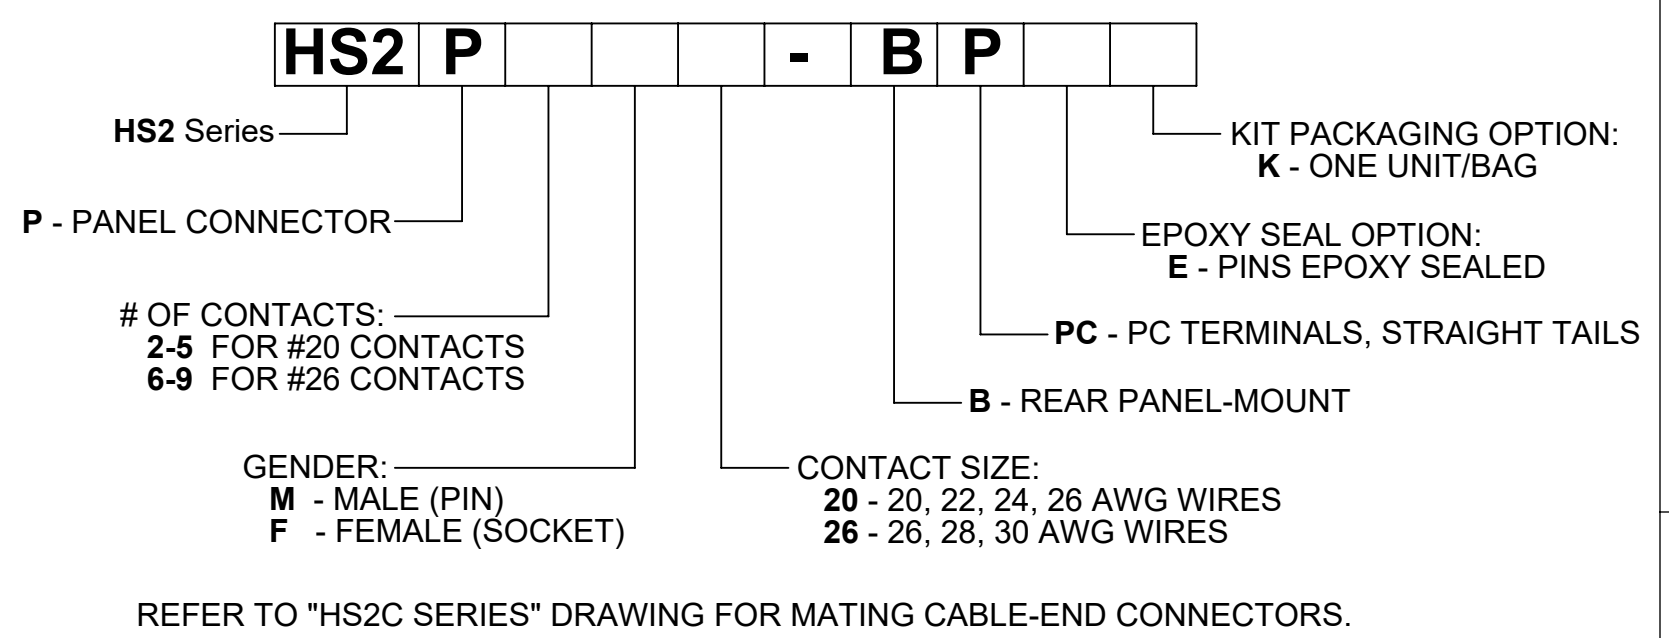 HS2 P - B P
HS2 Series
KIT PACKAGING OPTION:
K - ONE UNIT/BAG
P - PANEL CONNECTOR
EPOXY SEAL OPTION:
E - PINS EPOXY SEALED
# OF CONTACTS:
2-5 FOR #20 CONTACTS
6-9 FOR #26 CONTACTS
PC - PC TERMINALS, STRAIGHT TAILS
B - REAR PANEL-MOUNT
GENDER:
M - MALE (PIN)
F - FEMALE (SOCKET)
CONTACT SIZE:
20 - 20, 22, 24, 26 AWG WIRES
26 - 26, 28, 30 AWG WIRES
REFER TO "HS2C SERIES" DRAWING FOR MATING CABLE-END CONNECTORS.